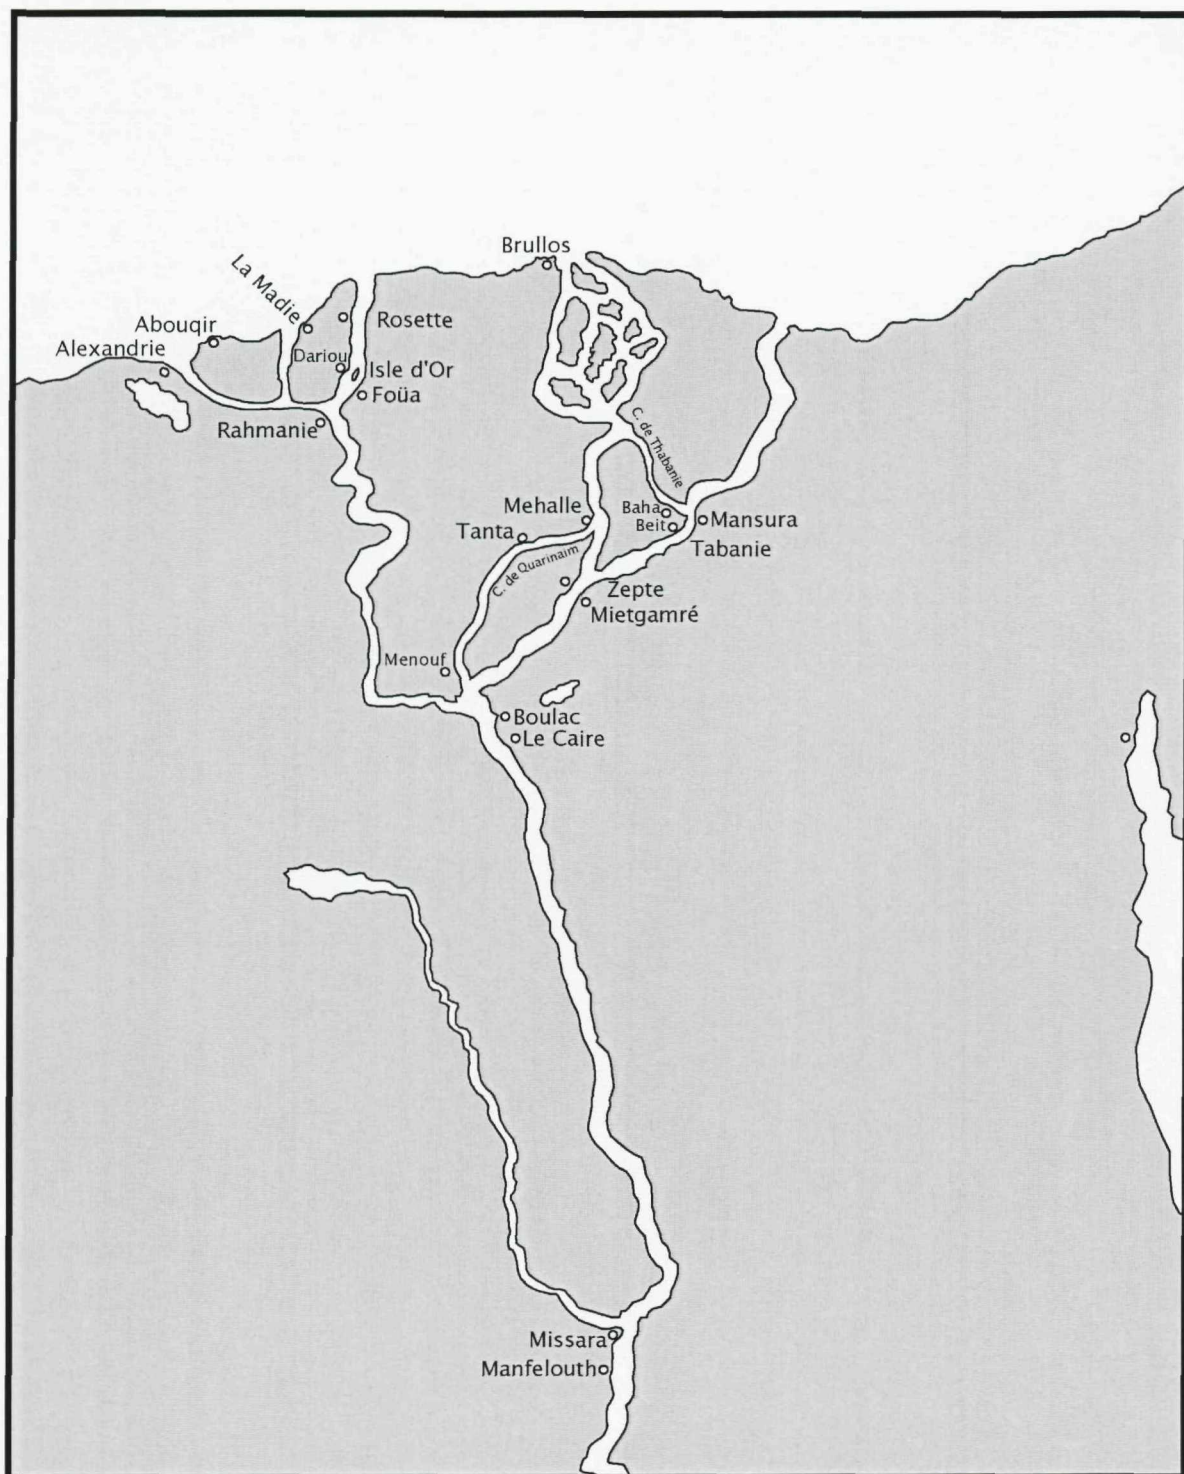 Brullos
La Madie
Abouqir
Rosette
Alexandrie
Dariou
Isle d'Or
Foüa
Rahmanie
C. de Thabanie
Mehalle
Baha
Beit
Mansura
Tanta
Tabanie
C. de Quarinaim
Zepte
Mietgamré
Menouf
Boulac
Le Caire
Missara
Manfelouth